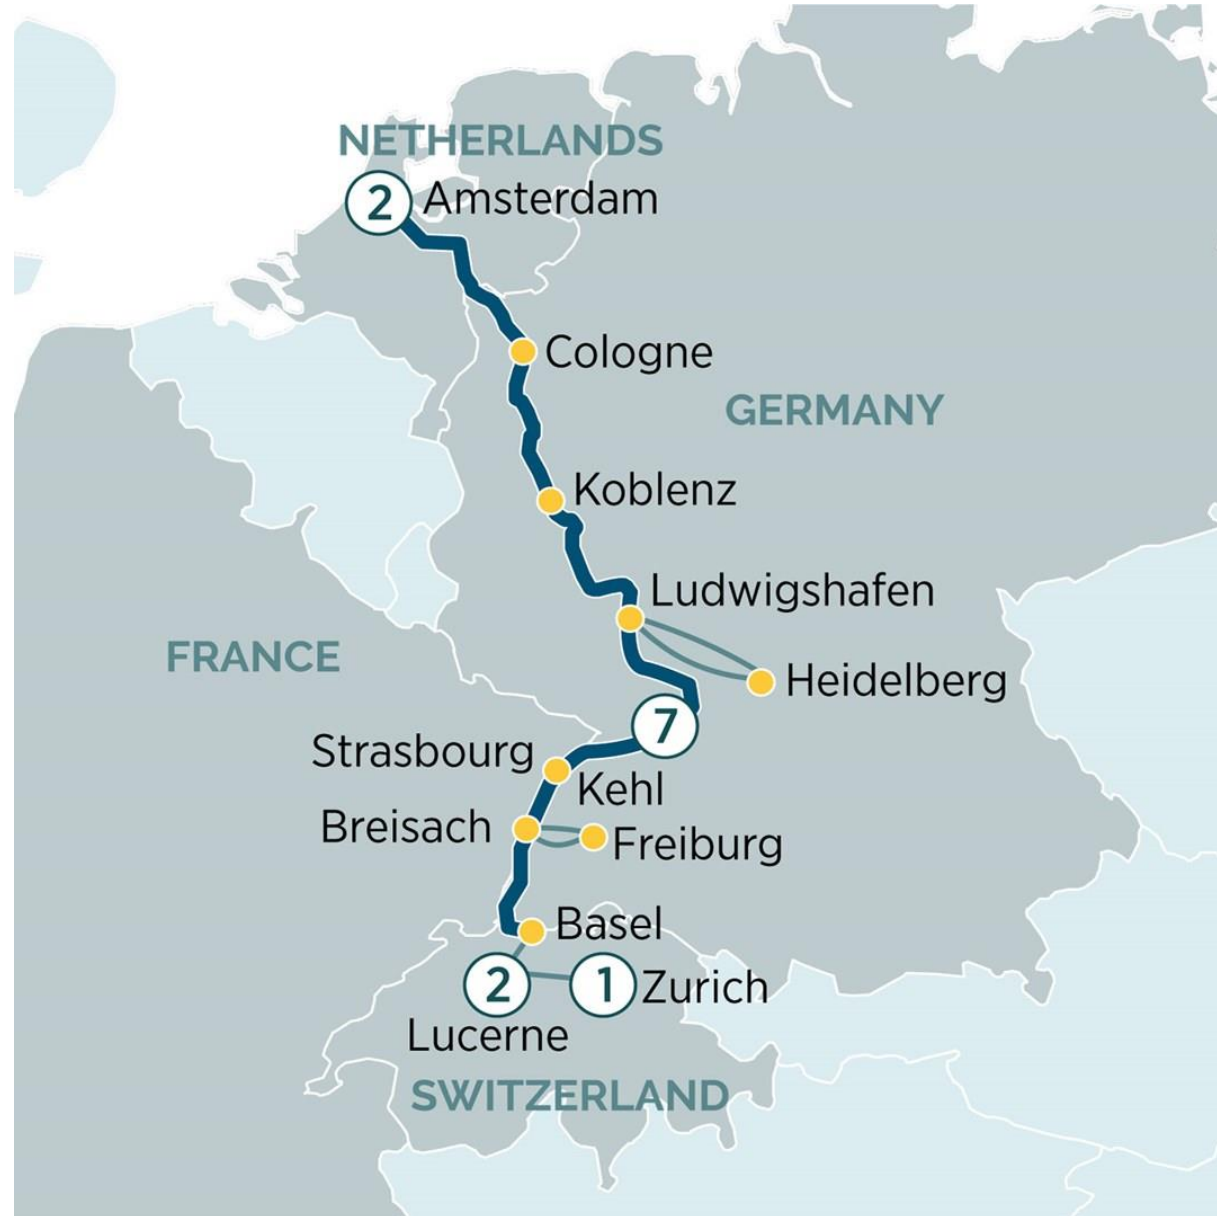 NETHERLANDS
2 Amsterdam
Cologne
GERMANY
Koblenz
Ludwigshafen
FRANCE
Heidelberg
7
Strasbourg
Kehl
Breisach
Freiburg
Basel
2
1 Zurich
Lucerne
SWITZERLAND